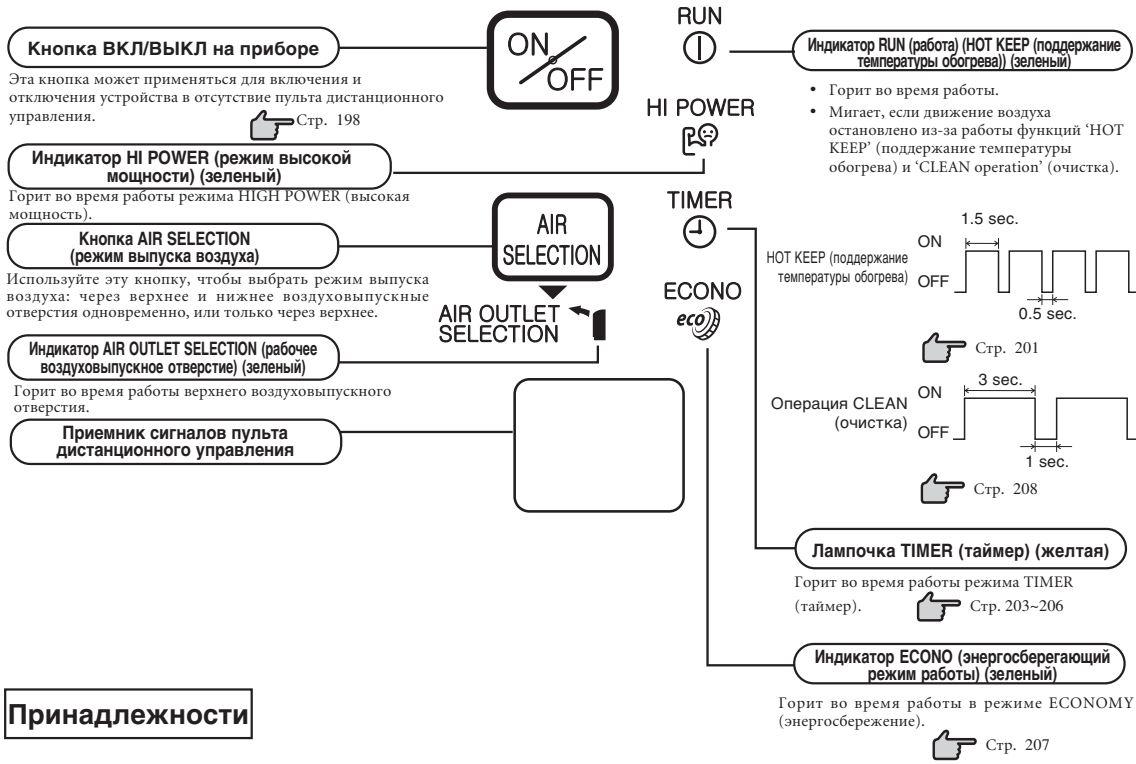 Кнопка ВКЛ/ВЫКЛ на приборе
Эта кнопка может применяться для включения и
отключения устройства в отсутствие пульта дистанционного
управления.
Стр. 198
Индикатор HI POWER (режим высокой
мощности) (зеленый)
Горит во время работы режима HIGH POWER (высокая
мощность).
Кнопка AIR SELECTION
(режим выпуска воздуха)
Используйте эту кнопку, чтобы выбрать режим выпуска
воздуха: через верхнее и нижнее воздуховыпускные
отверстия одновременно, или только через верхнее.
Индикатор AIR OUTLET SELECTION (рабочее
воздуховыпускное отверстие) (зеленый)
Горит во время работы верхнего воздуховыпускного
отверстия.
Приемник сигналов пульта
дистанционного управления
ON
OFF
AIR
SELECTION
AIR OUTLET
SELECTION
RUN
HI POWER
TIMER
ECONO
eco
Индикатор RUN (работа) (HOT KEEP (поддержание
температуры обогрева)) (зеленый)
• Горит во время работы.
• Мигает, если движение воздуха
остановлено из-за работы функций ‘HOT
KEEP’ (поддержание температуры
обогрева) и ‘CLEAN operation’ (очистка).
1.5 sec.
HOT KEEP (поддержание
температуры обогрева)
ON
OFF
0.5 sec.
Стр. 201
3 sec.
Операция CLEAN
(очистка)
ON
OFF
1 sec.
Стр. 208
Лампочка TIMER (таймер) (желтая)
Горит во время работы режима TIMER
(таймер).
Стр. 203~206
Индикатор ECONO (энергосберегающий
режим работы) (зеленый)
Горит во время работы в режиме ECONOMY
(энергосбережение).
Стр. 207
Принадлежности